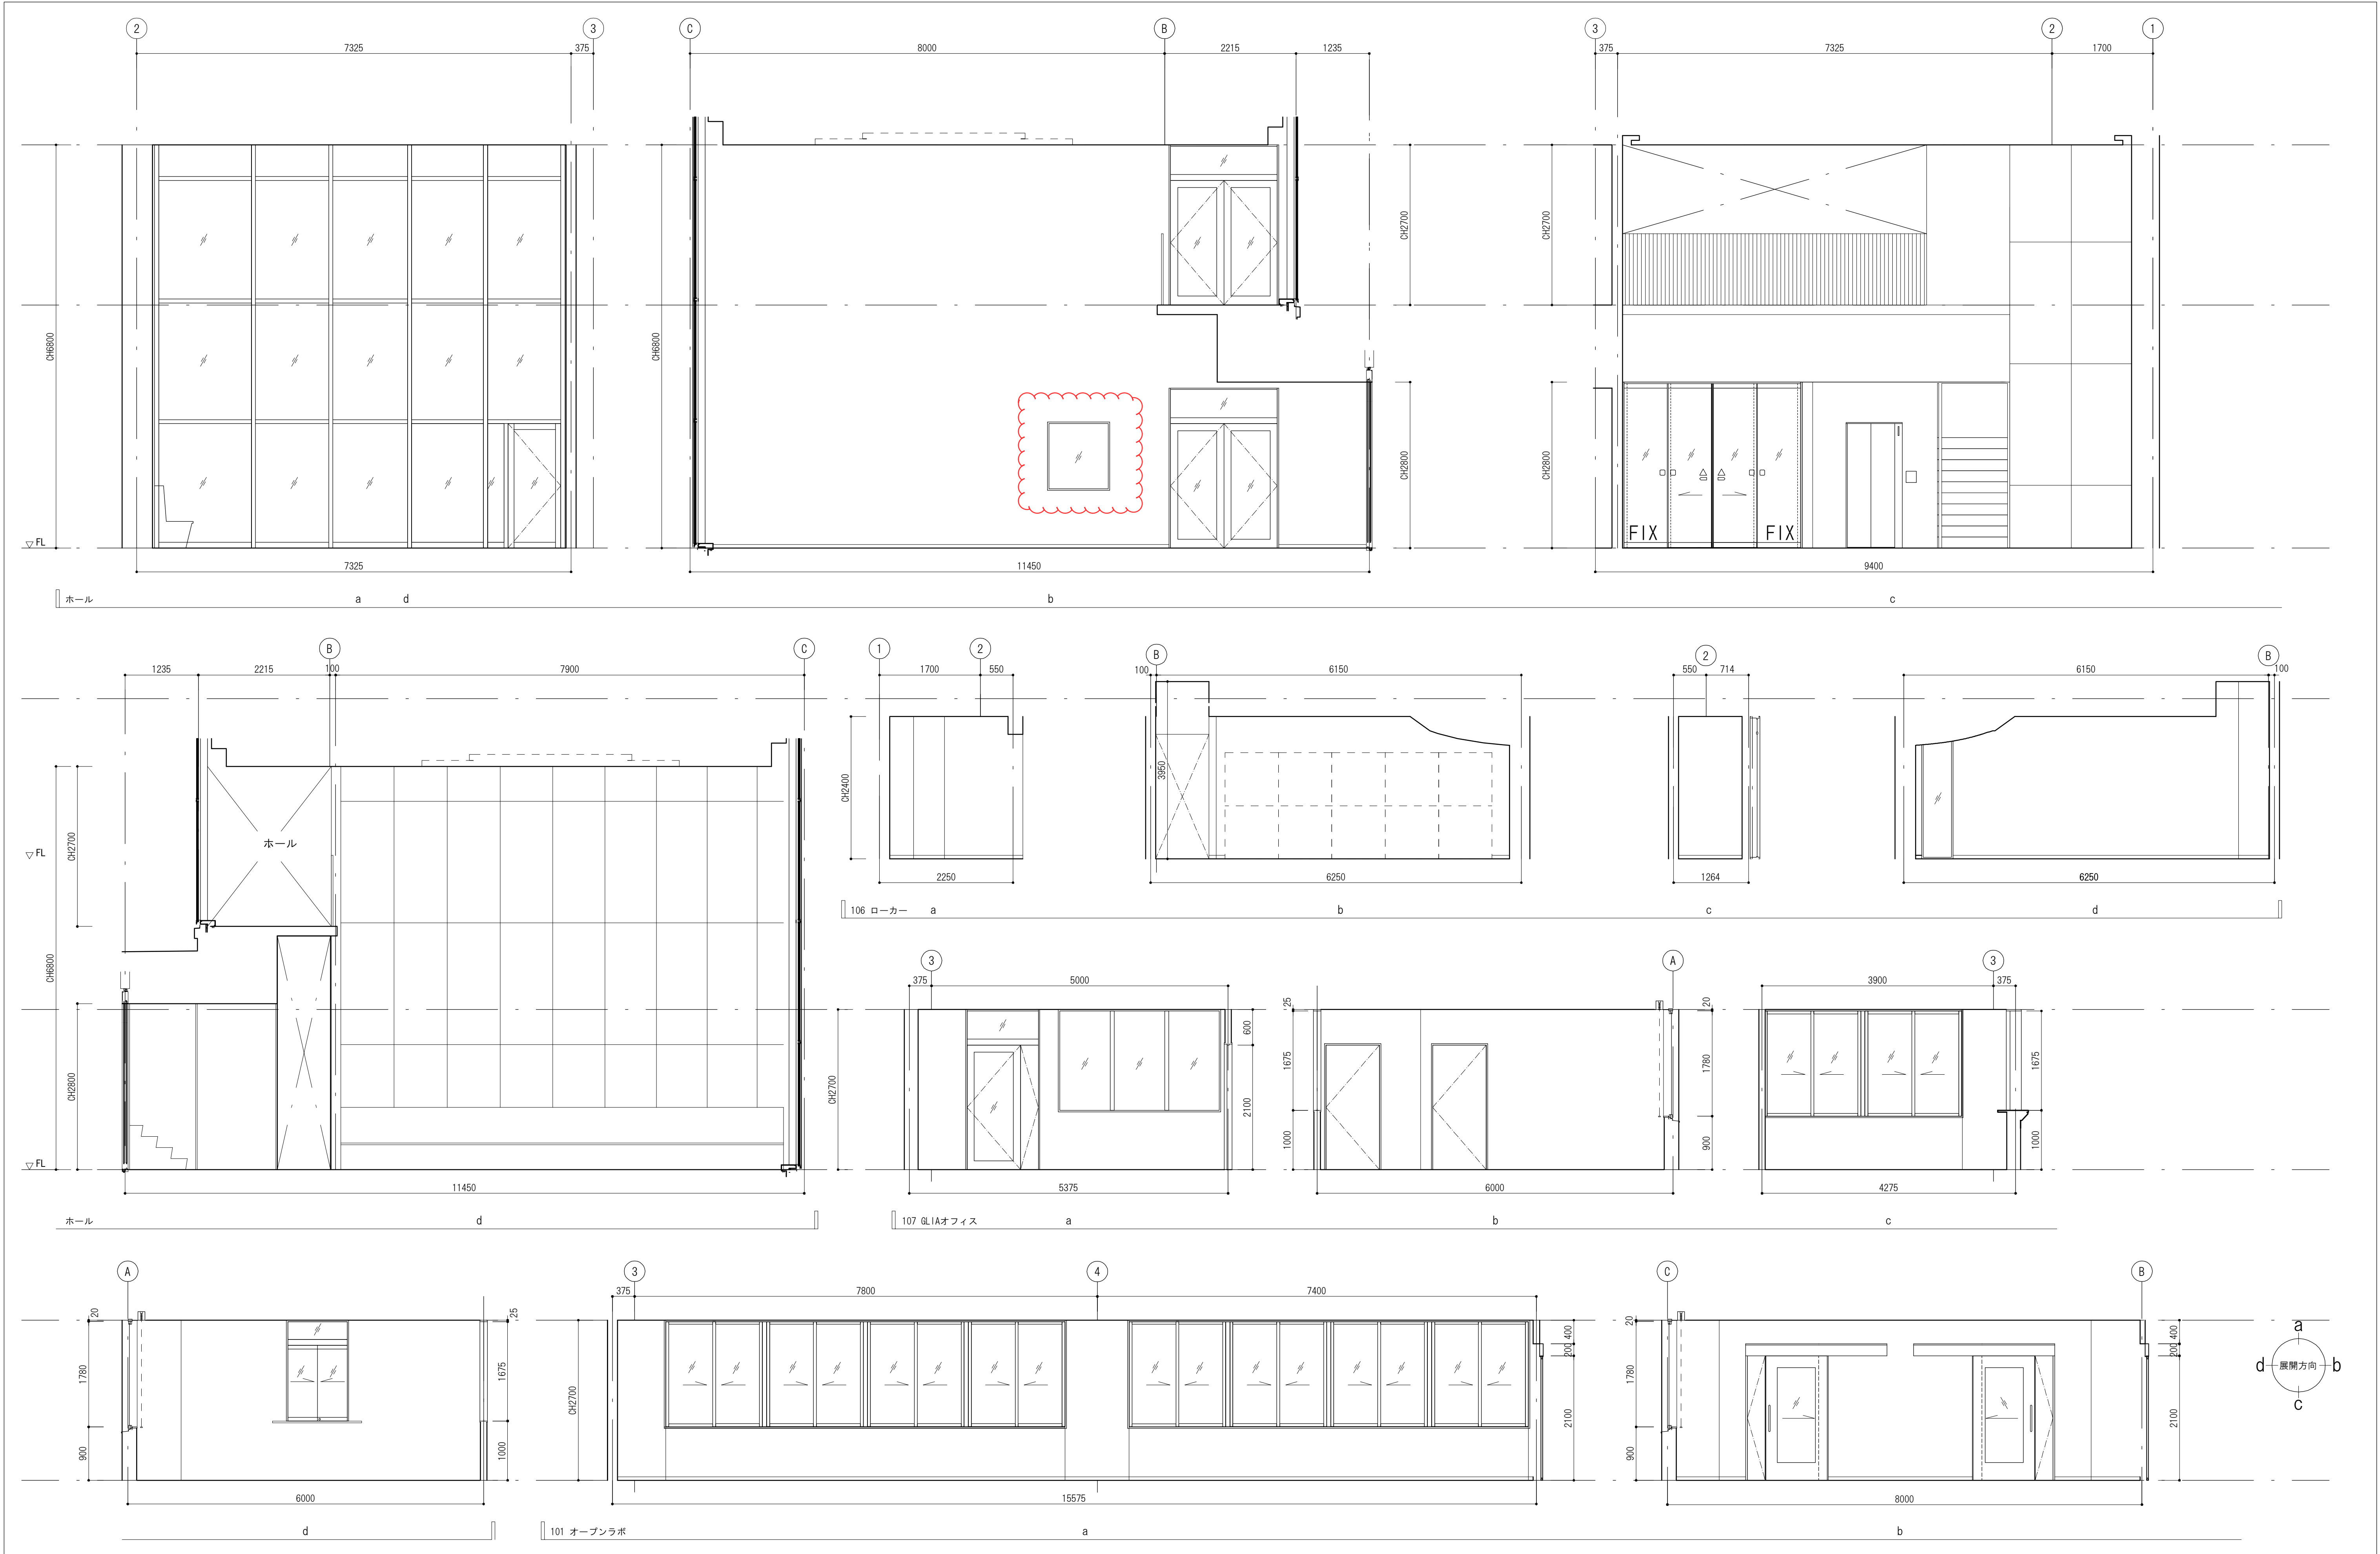 2 3 C B 3 2 1
7325 375 8000 2215 1235 375 7325 1700
CH6800 CH6800 CH2700 CH2700
CH2800 CH2800
FIX FIX
FL
7325 11450 9400
ホール a d b c
B C 1 2 B 2 B
1235 2215 100 7900 1700 550 100 6150 550 714 6150 100
CH2400 3950
ホール
CH2700
FL
2250 6250 1264 6250
106 ローカー a b c d
CH6800
3 A 3
375 5000 3900 375
25 20
600
1675 1780 1675
CH2800 CH2700
2100
1000 900 1000
FL
11450 5375 6000 4275
ホール d 107 GLIAオフィス a b c
A 3 4 C B
375 7800 7400
20 25 400 20 400
200 200
a
d 展開方向 b
c
1780 1675 CH2700 1780
2100 2100
900 1000 900
6000 15575 8000
d 101 オープンラボ a b